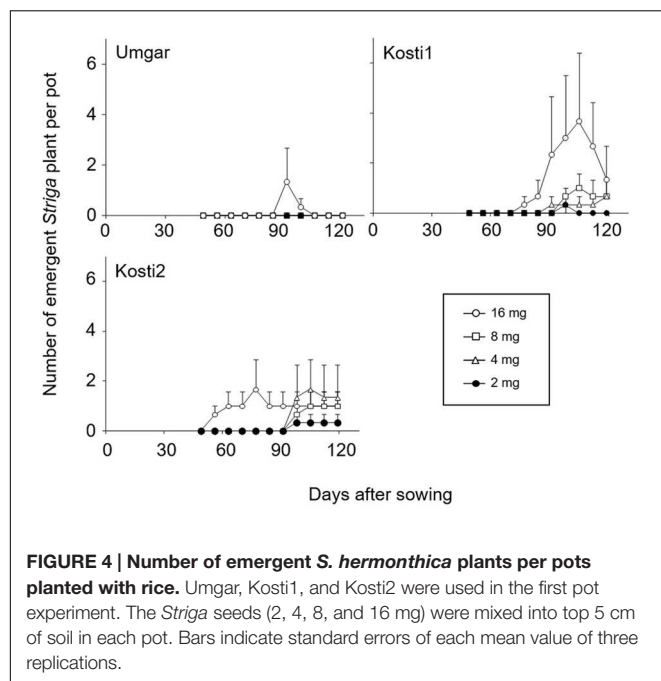 Number of emergent Striga plant per pot
Umgar
6
4
2
0
0
30
60
90
120
Kosti1
6
4
2
0
0
30
60
90
120
Kosti2
6
4
2
0
0
30
60
90
120
16 mg
8 mg
4 mg
2 mg
Days after sowing
FIGURE 4 | Number of emergent S. hermonthica plants per pots
planted with rice. Umgar, Kosti1, and Kosti2 were used in the first pot
experiment. The Striga seeds (2, 4, 8, and 16 mg) were mixed into top 5 cm
of soil in each pot. Bars indicate standard errors of each mean value of three
replications.